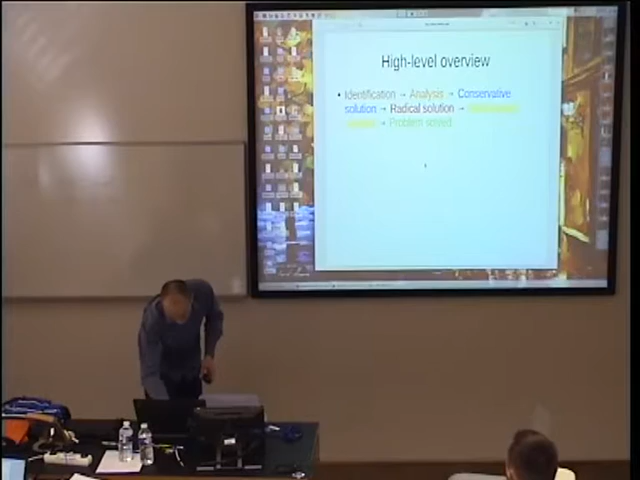 High-level overview
• Identification → Analysis → Conservative
solution → Radical solution →
→ Problem solved